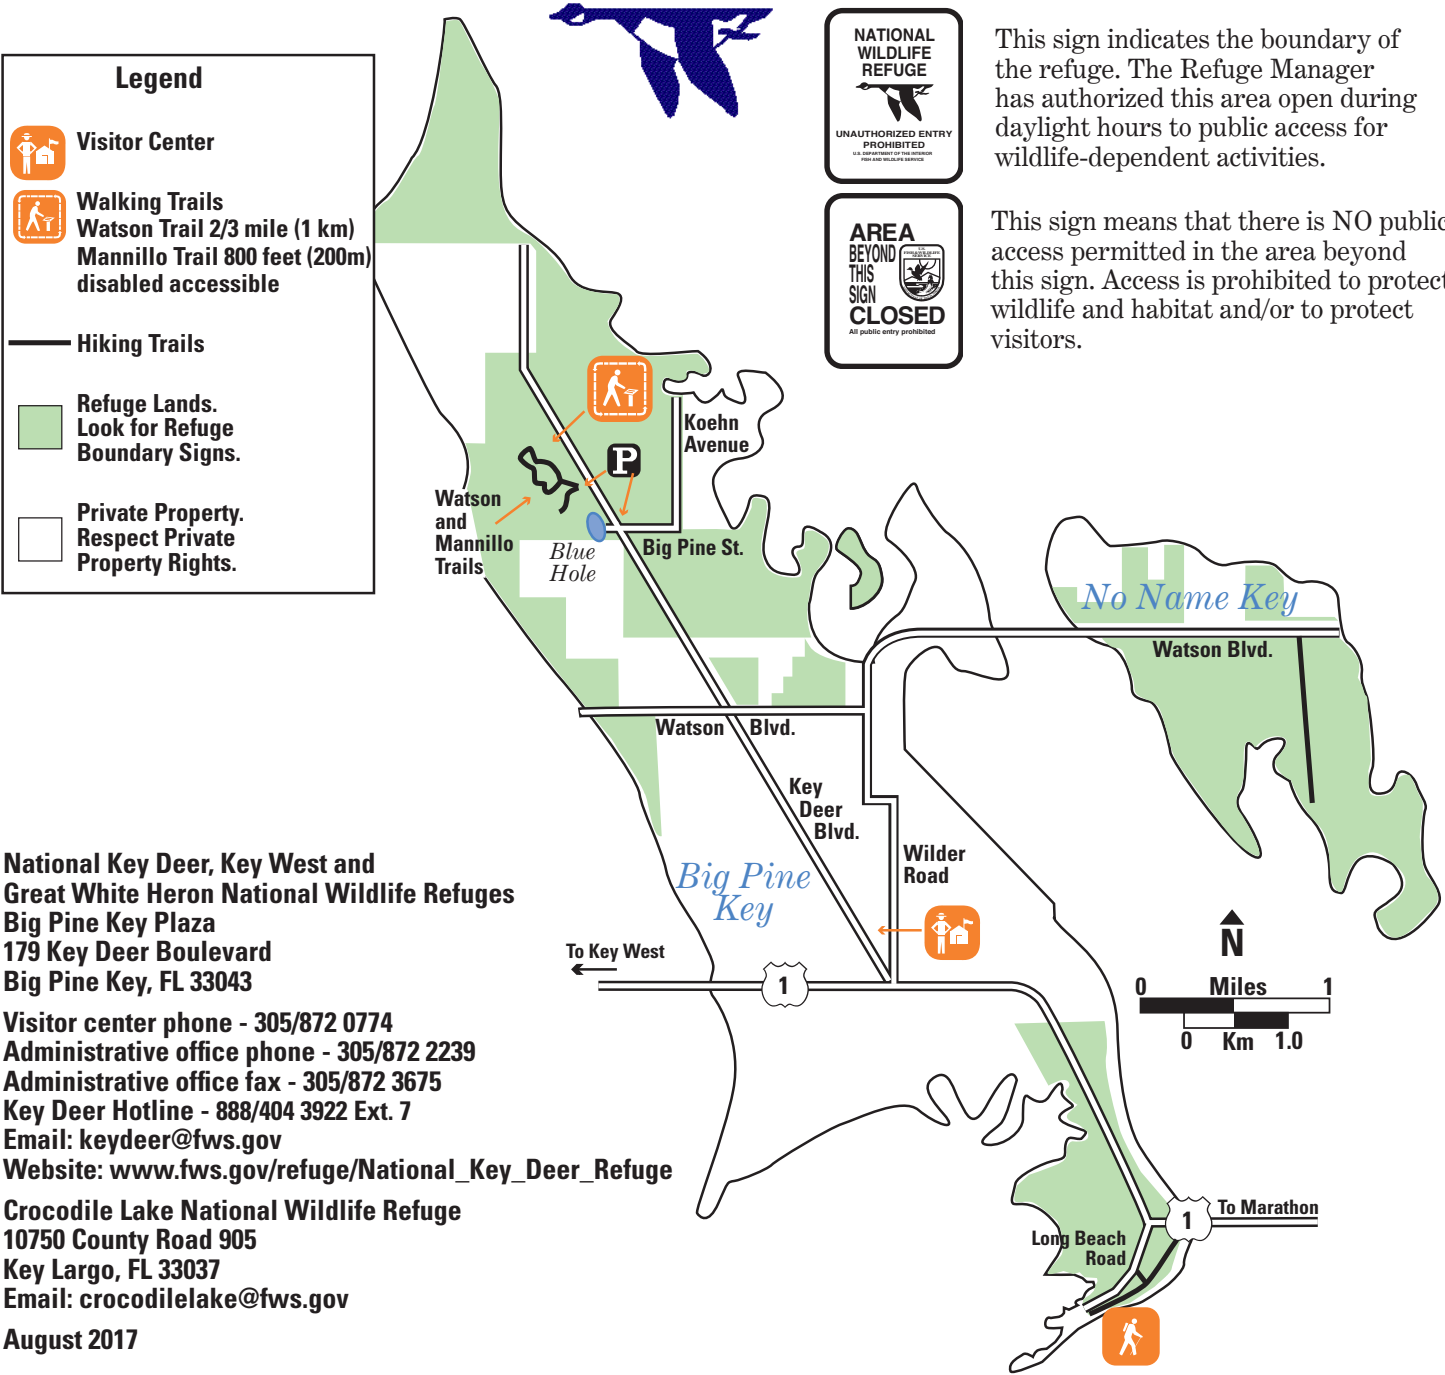 Legend
Visitor Center
Walking Trails
Watson Trail 2/3 mile (1 km)
Mannillo Trail 800 feet (200m)
disabled accessible
Hiking Trails
Refuge Lands.
Look for Refuge
Boundary Signs.
Private Property.
Respect Private
Property Rights.
NATIONAL
WILDLIFE
REFUGE
UNAUTHORIZED ENTRY
PROHIBITED
U.S. DEPARTMENT OF THE INTERIOR
FISH AND WILDLIFE SERVICE
This sign indicates the boundary of
the refuge. The Refuge Manager
has authorized this area open during
daylight hours to public access for
wildlife-dependent activities.
AREA
BEYOND
THIS
SIGN
CLOSED
All public entry prohibited
U.S.
FISH & WILDLIFE
SERVICE
This sign means that there is NO public
access permitted in the area beyond
this sign. Access is prohibited to protect
wildlife and habitat and/or to protect
visitors.
Koehn
Avenue
P
Watson
and
Mannillo
Trails
Blue
Hole
Big Pine St.
No Name Key
Watson Blvd.
Watson Blvd.
Key
Deer
Blvd.
Wilder
Road
Big Pine
Key
To Key West
1
N
0 Miles 1
0 Km 1.0
To Marathon
1
Long Beach
Road
National Key Deer, Key West and
Great White Heron National Wildlife Refuges
Big Pine Key Plaza
179 Key Deer Boulevard
Big Pine Key, FL 33043
Visitor center phone - 305/872 0774
Administrative office phone - 305/872 2239
Administrative office fax - 305/872 3675
Key Deer Hotline - 888/404 3922 Ext. 7
Email: keydeer@fws.gov
Website: www.fws.gov/refuge/National_Key_Deer_Refuge
Crocodile Lake National Wildlife Refuge
10750 County Road 905
Key Largo, FL 33037
Email: crocodilelake@fws.gov
August 2017